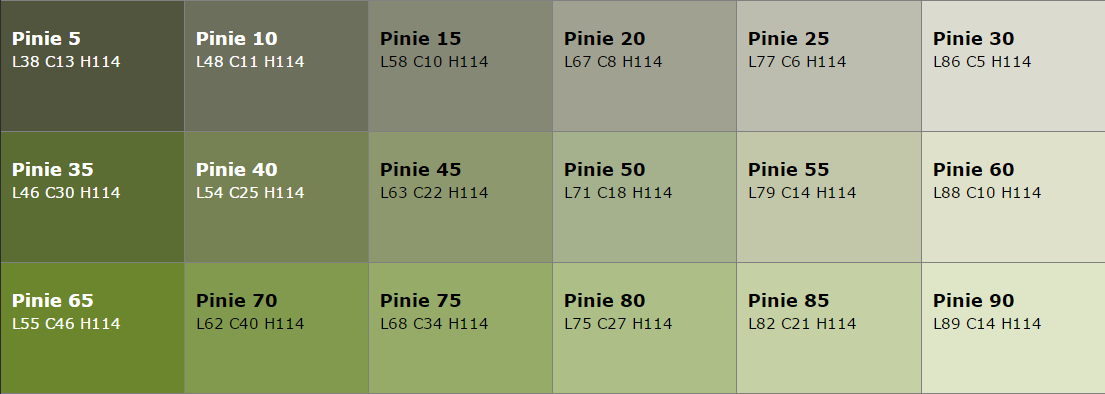 Pinie 5
L38 C13 H114
Pinie 10
L48 C11 H114
Pinie 15
L58 C10 H114
Pinie 20
L67 C8 H114
Pinie 25
L77 C6 H114
Pinie 30
L86 C5 H114
Pinie 35
L46 C30 H114
Pinie 40
L54 C25 H114
Pinie 45
L63 C22 H114
Pinie 50
L71 C18 H114
Pinie 55
L79 C14 H114
Pinie 60
L88 C10 H114
Pinie 65
L55 C46 H114
Pinie 70
L62 C40 H114
Pinie 75
L68 C34 H114
Pinie 80
L75 C27 H114
Pinie 85
L82 C21 H114
Pinie 90
L89 C14 H114